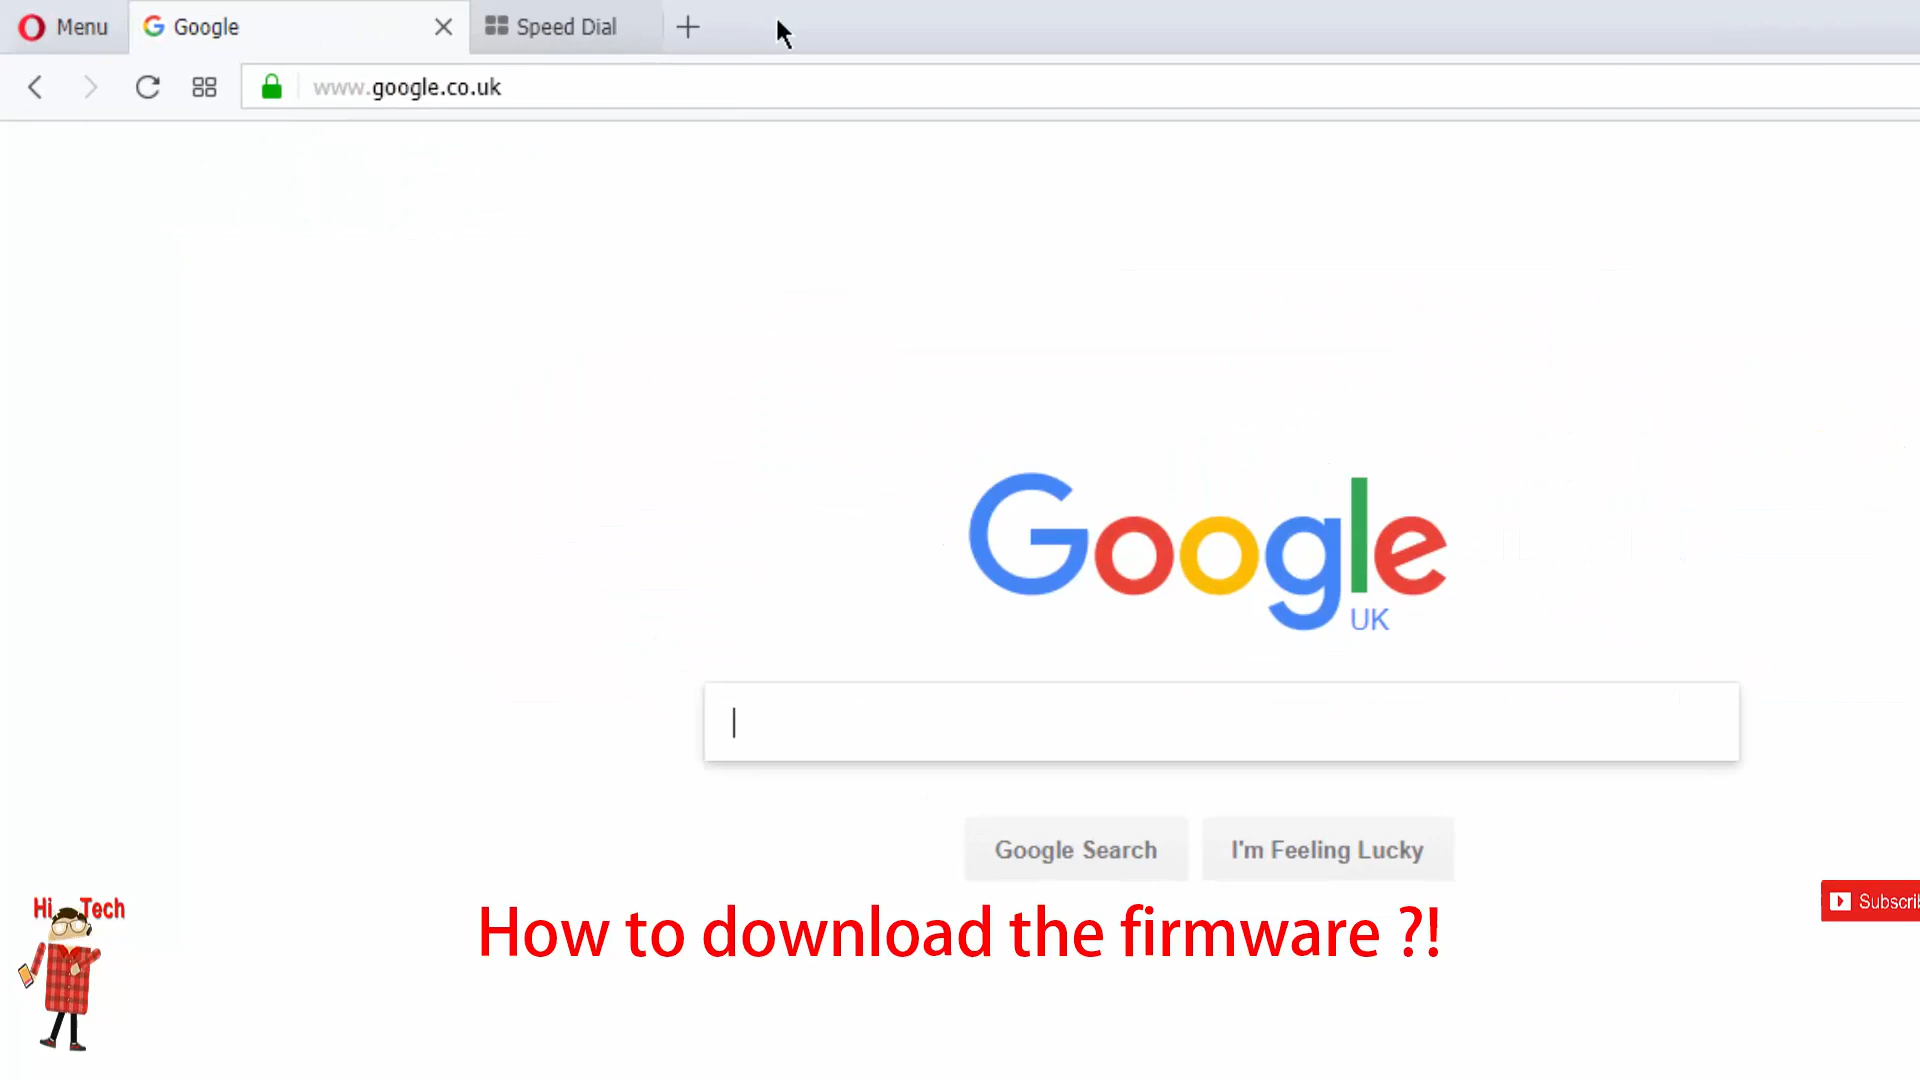 Menu
Google
Speed Dial
www.google.co.uk
Google
UK
Google Search
I'm Feeling Lucky
Hi Tech
How to download the firmware ?!
Subscri